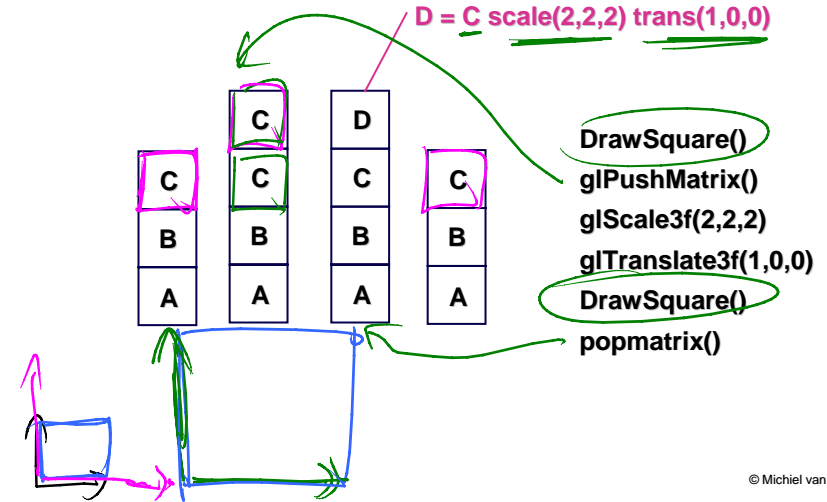 D = C scale(2,2,2) trans(1,0,0)
C
B
A
C
C
B
A
D
C
B
A
C
B
A
DrawSquare()
glPushMatrix()
glScale3f(2,2,2)
glTranslate3f(1,0,0)
DrawSquare()
popmatrix()
© Michiel van